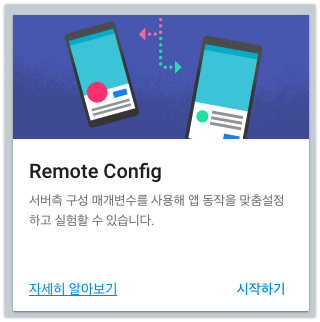 Remote Config
서버측 구성 매개변수를 사용해 앱 동작을 맞춤설정
하고 실험할 수 있습니다.
자세히 알아보기
시작하기